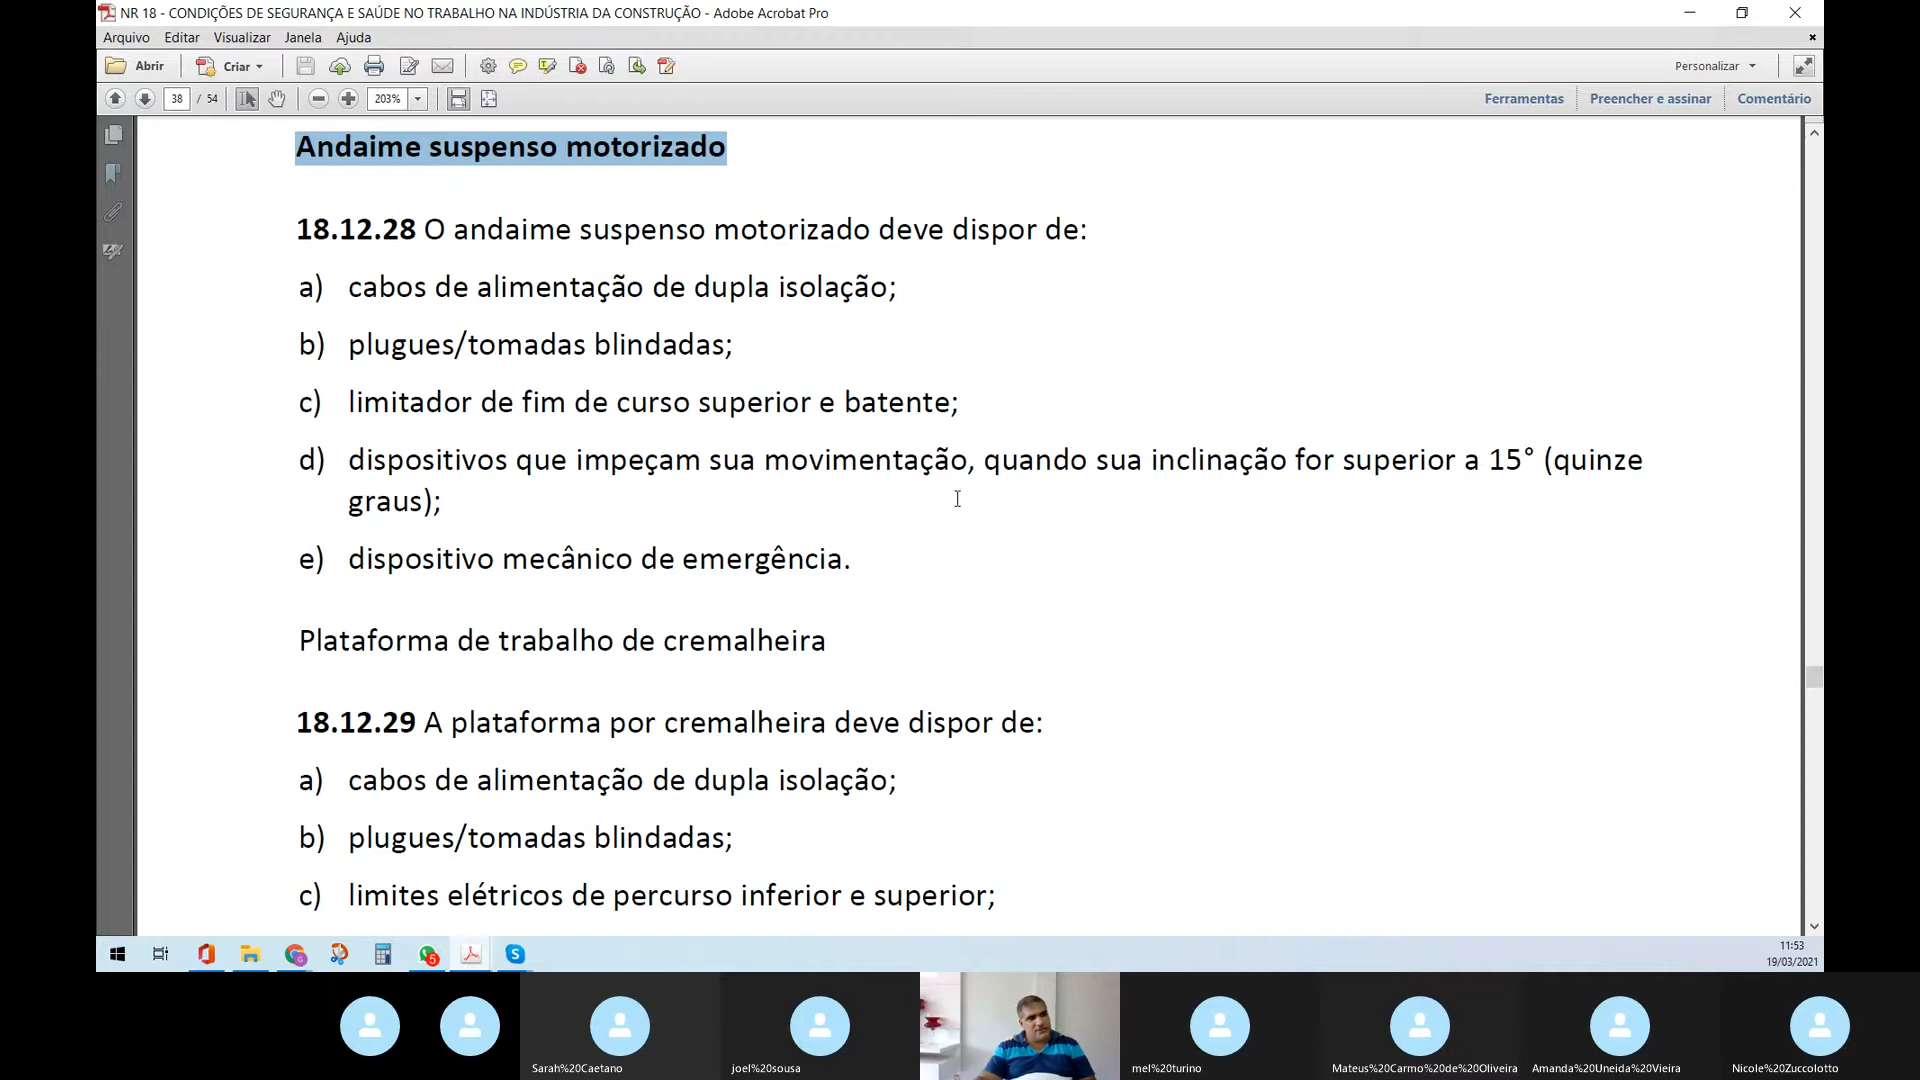 NR 18 - CONDIÇÕES DE SEGURANÇA E SAÚDE NO TRABALHO NA INDÚSTRIA DA CONSTRUÇÃO - Adobe Acrobat Pro
Arquivo Editar Visualizar Janela Ajuda
Abrir Criar Personalizar
38 / 54 203% Ferramentas Preencher e assinar Comentário
Andaime suspenso motorizado
18.12.28 O andaime suspenso motorizado deve dispor de:
a) cabos de alimentação de dupla isolação;
b) plugues/tomadas blindadas;
c) limitador de fim de curso superior e batente;
d) dispositivos que impeçam sua movimentação, quando sua inclinação for superior a 15° (quinze
graus);
e) dispositivo mecânico de emergência.
Plataforma de trabalho de cremalheira
18.12.29 A plataforma por cremalheira deve dispor de:
a) cabos de alimentação de dupla isolação;
b) plugues/tomadas blindadas;
c) limites elétricos de percurso inferior e superior;
5
11:53
19/03/2021
Sarah%20Caetano joel%20sousa mel%20turino Mateus%20Carmo%20de%20Oliveira Amanda%20Uneida%20Vieira Nicole%20Zuccolotto